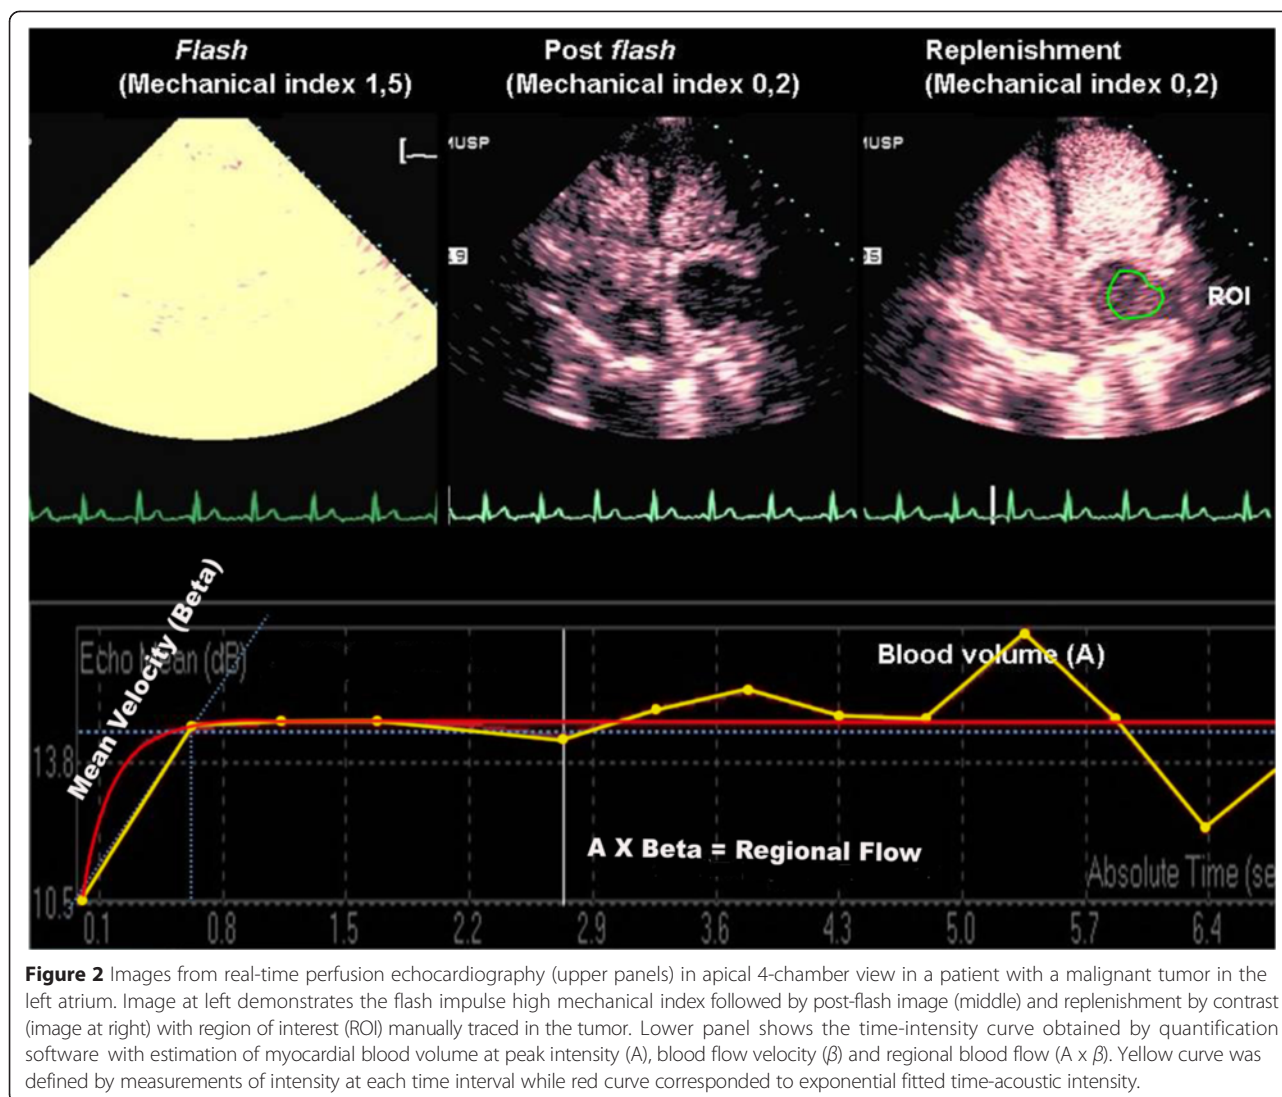 Flash
(Mechanical index 1,5)
Post flash
(Mechanical index 0,2)
Replenishment
(Mechanical index 0,2)
MUSP
MUSP
ROI
Mean Velocity (Beta)
Echo Mean (dB)
Blood volume (A)
13.8
A X Beta = Regional Flow
Absolute Time (se
10.5
0.1 0.8 1.5 2.2 2.9 3.6 4.3 5.0 5.7 6.4
Figure 2 Images from real-time perfusion echocardiography (upper panels) in apical 4-chamber view in a patient with a malignant tumor in the
left atrium. Image at left demonstrates the flash impulse high mechanical index followed by post-flash image (middle) and replenishment by contrast
(image at right) with region of interest (ROI) manually traced in the tumor. Lower panel shows the time-intensity curve obtained by quantification
software with estimation of myocardial blood volume at peak intensity (A), blood flow velocity (β) and regional blood flow (A x β). Yellow curve was
defined by measurements of intensity at each time interval while red curve corresponded to exponential fitted time-acoustic intensity.